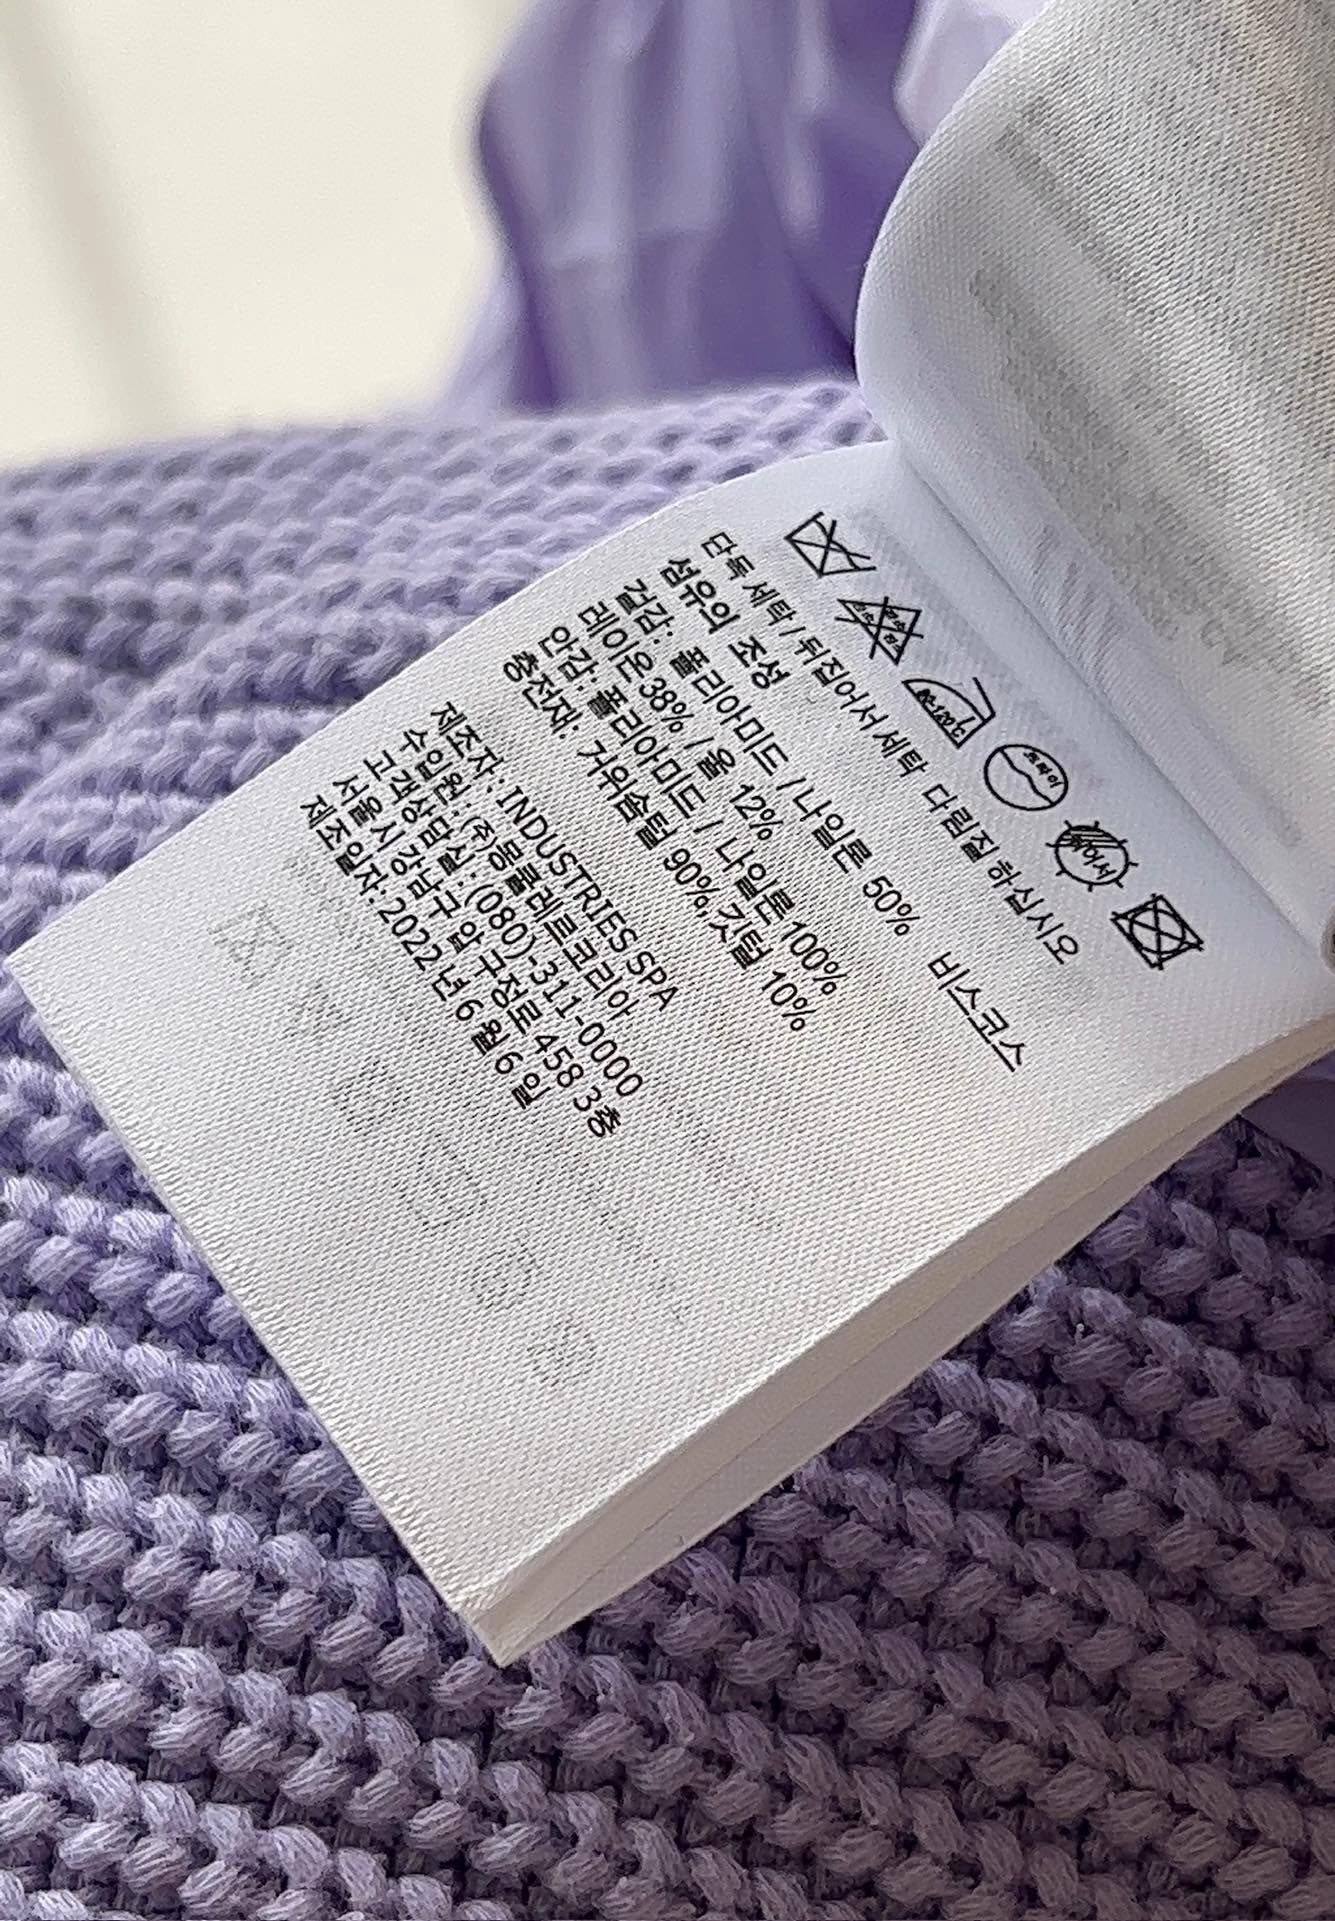 단독 세탁 / 뒤집어서 세탁 다림질 하십시오
섬유의 조성
겉감: 폴리아미드 / 나일론 50% 비스코스
레이온 38% / 울 12%
안감: 폴리아미드 / 나일론 100%
충전재: 거위솜털 90%, 깃털 10%
제조자 : INDUSTRIES SPA
수입원 : (주)몽클레르코리아
고객상담실 : (080)-311-0000
서울시 강남구 압구정로 458 3층
제조일자: 2022 년 6 월 6 일